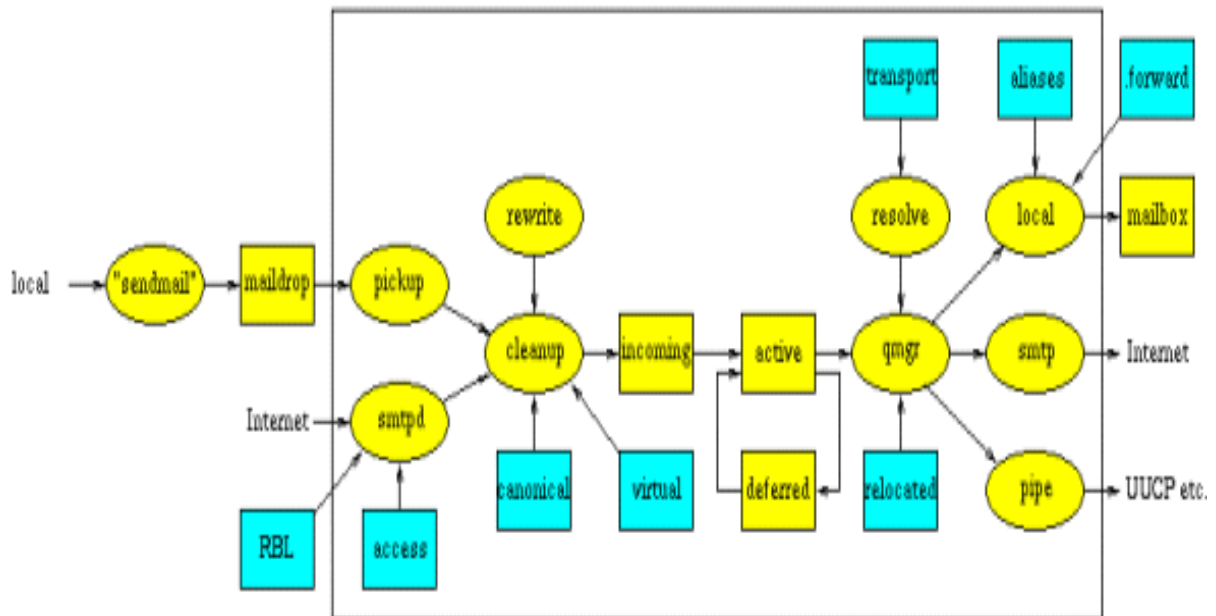 transport
aliases
.forward
rewrite
resolve
local
mailbox
local
"sendmail"
maildrop
pickup
cleanup
incoming
active
qmgr
smtp
Internet
Internet
smtpd
canonical
virtual
deferred
relocated
pipe
UUCP etc.
RBL
access